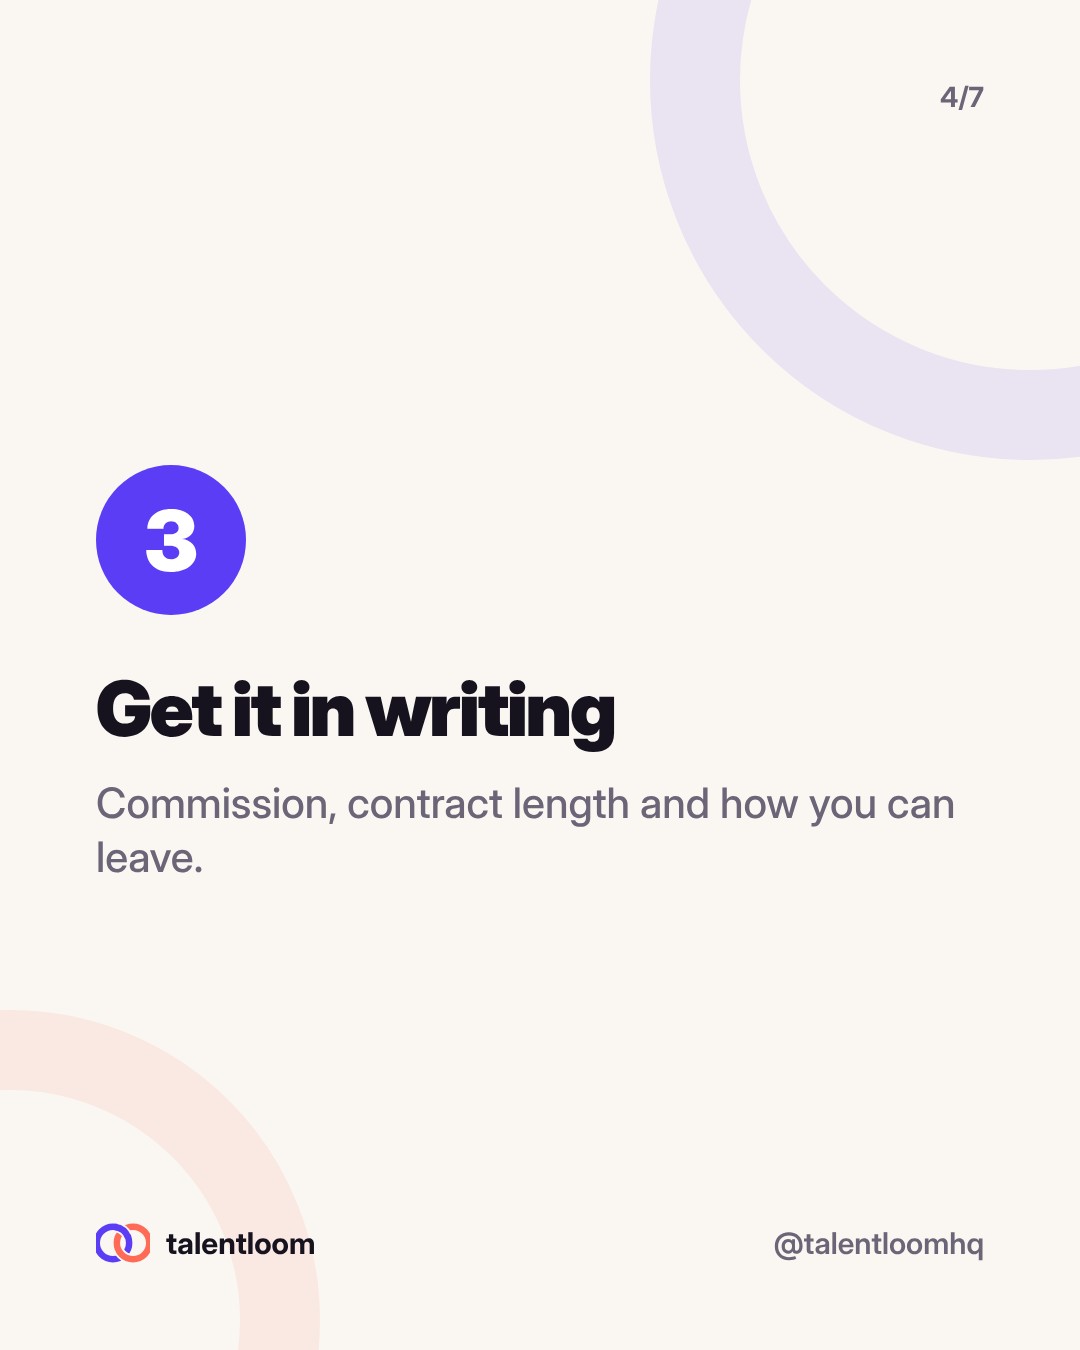 4/7
3
Get it in writing
Commission, contract length and how you can
leave.
talentloom
@talentloomhq